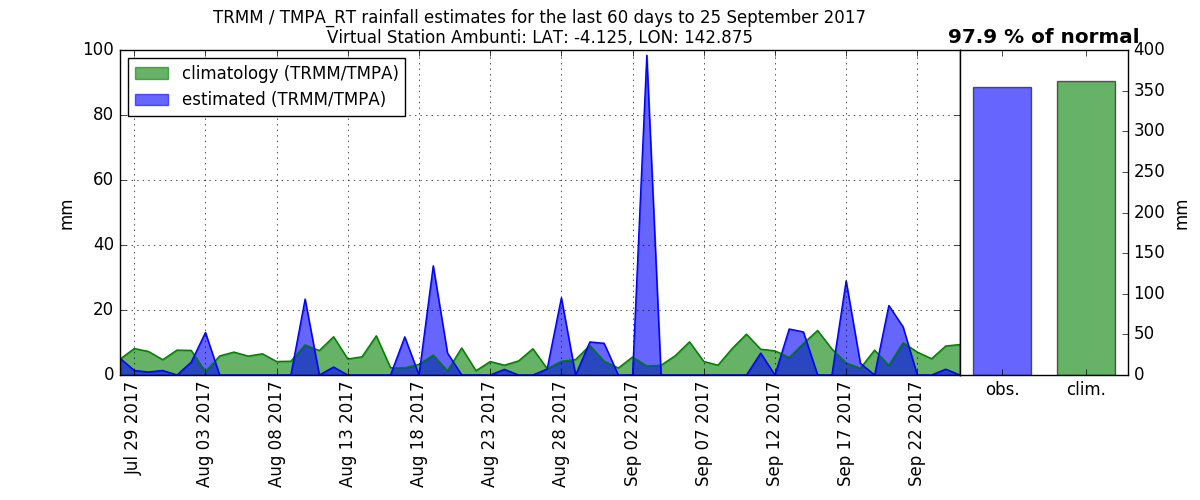 TRMM / TMPA_RT rainfall estimates for the last 60 days to 25 September 2017
Virtual Station Ambunti: LAT: -4.125, LON: 142.875
97.9 % of normal
climatology (TRMM/TMPA)
estimated (TRMM/TMPA)
100
80
60
40
20
0
mm
Jul 29 2017
Aug 03 2017
Aug 08 2017
Aug 13 2017
Aug 18 2017
Aug 23 2017
Aug 28 2017
Sep 02 2017
Sep 07 2017
Sep 12 2017
Sep 17 2017
Sep 22 2017
obs.
clim.
400
350
300
250
200
150
100
50
0
mm